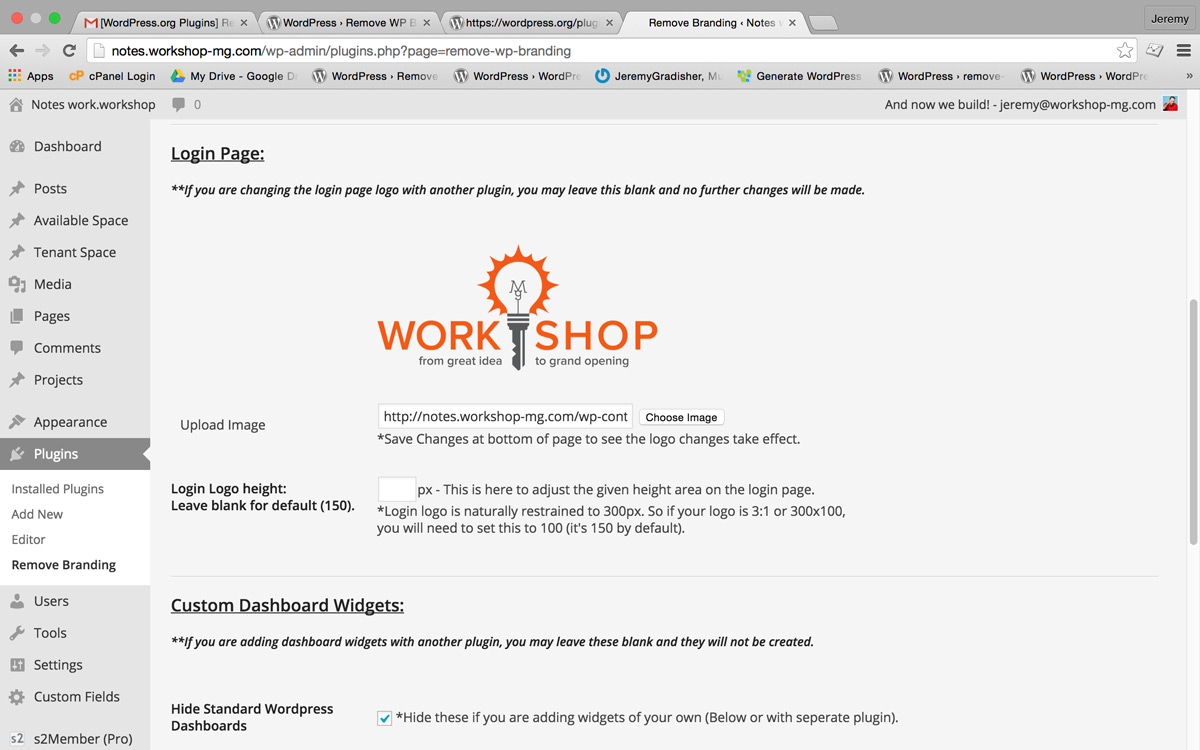 [WordPress.org Plugins] Re
WordPress › Remove WP B
https://wordpress.org/plug
Remove Branding ‹ Notes
Jeremy
notes.workshop-mg.com/wp-admin/plugins.php?page=remove-wp-branding
Apps
cP cPanel Login
My Drive - Google Dr
WordPress › Remove
WordPress › WordPre
JeremyGradisher, Mu
Generate WordPress
WordPress › remove-
WordPress › WordPre
»
Notes work.workshop
0
And now we build! - jeremy@workshop-mg.com
Dashboard
Posts
Available Space
Tenant Space
Media
Pages
Comments
Projects
Appearance
Plugins
Installed Plugins
Add New
Editor
Remove Branding
Users
Tools
Settings
Custom Fields
s2 s2Member (Pro)
Login Page:
**If you are changing the login page logo with another plugin, you may leave this blank and no further changes will be made.
Mg
WORK SHOP
from great idea to grand opening
Upload Image
http://notes.workshop-mg.com/wp-cont
Choose Image
*Save Changes at bottom of page to see the logo changes take effect.
Login Logo height:
Leave blank for default (150).
px - This is here to adjust the given height area on the login page.
*Login logo is naturally restrained to 300px. So if your logo is 3:1 or 300x100,
you will need to set this to 100 (it's 150 by default).
Custom Dashboard Widgets:
**If you are adding dashboard widgets with another plugin, you may leave these blank and they will not be created.
Hide Standard Wordpress
Dashboards
*Hide these if you are adding widgets of your own (Below or with seperate plugin).